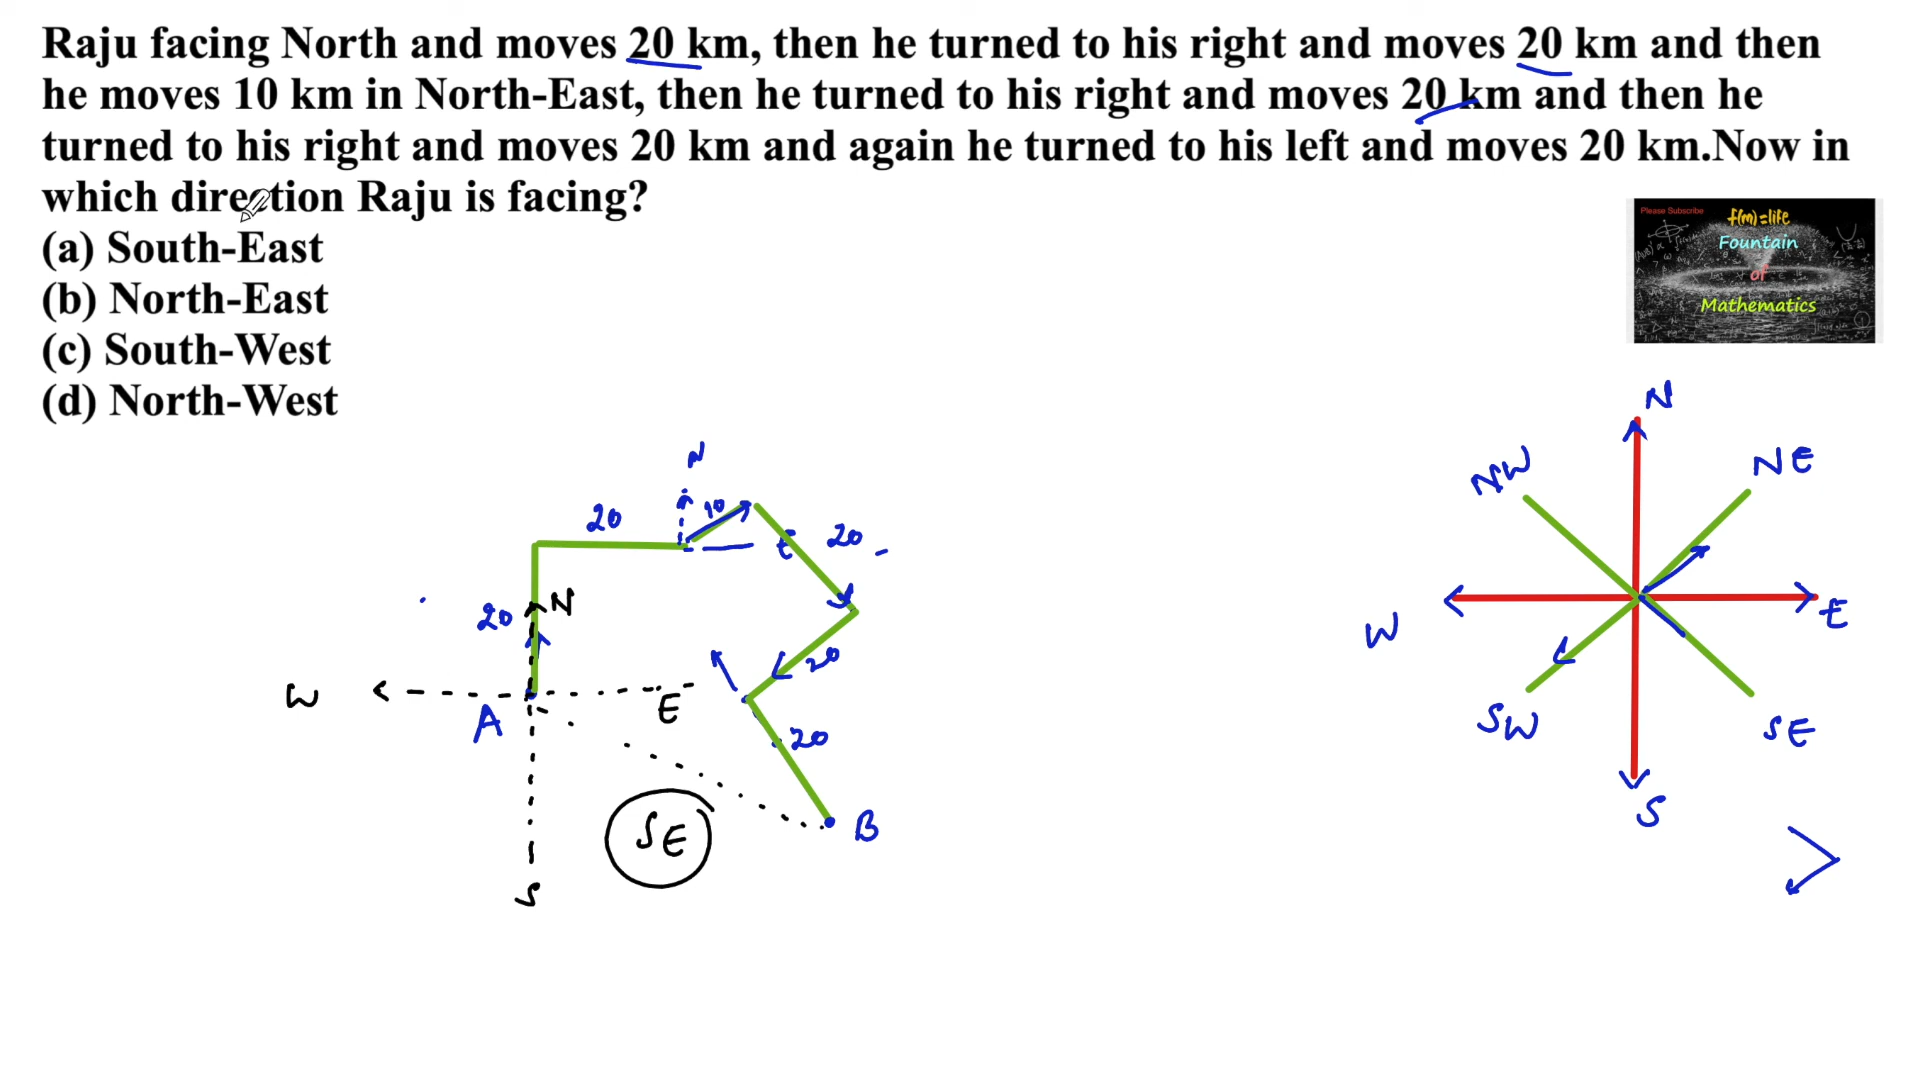 Raju facing North and moves 20 km, then he turned to his right and moves 20 km and then
he moves 10 km in North-East, then he turned to his right and moves 20 km and then he
turned to his right and moves 20 km and again he turned to his left and moves 20 km.Now in
which direction Raju is facing?
(a) South-East
(b) North-East
(c) South-West
(d) North-West
Please Subscribe
f(m)=life
Fountain
of
Mathematics
N
20
10
E
20
20
N
20
W
A
E
20
SE
B
S
N
NW
NE
W
E
SW
SE
S